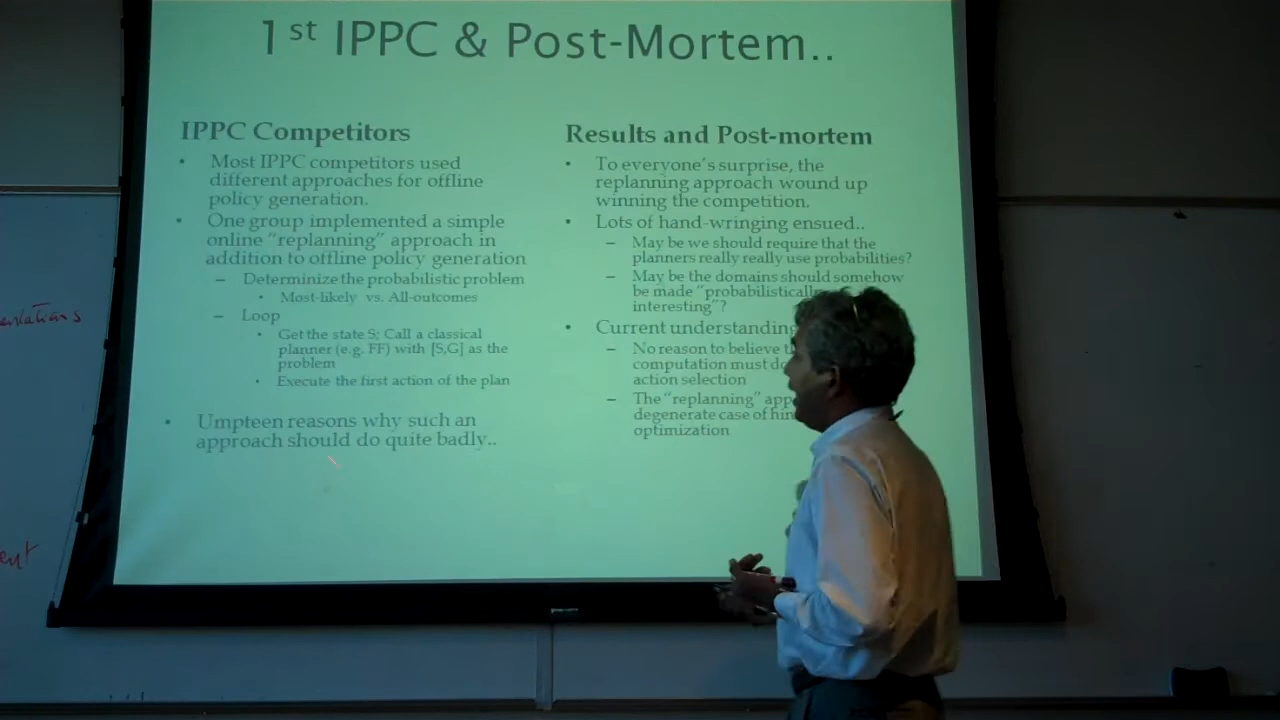 1st IPPC & Post-Mortem..
IPPC Competitors
• Most IPPC competitors used
different approaches for offline
policy generation.
• One group implemented a simple
online “replanning” approach in
addition to offline policy generation
– Determinize the probabilistic problem
• Most-likely vs. All-outcomes
– Loop
• Get the state S; Call a classical
planner (e.g. FF) with [S,G] as the
problem
• Execute the first action of the plan
• Umpteen reasons why such an
approach should do quite badly..
Results and Post-mortem
• To everyone’s surprise, the
replanning approach wound up
winning the competition.
• Lots of hand-wringing ensued..
– May be we should require that the
planners really really use probabilities?
– May be the domains should somehow
be made “probabilistically
interesting”?
• Current understanding
– No reason to believe
computation must do
action selection
– The “replanning”
degenerate case of
optimization